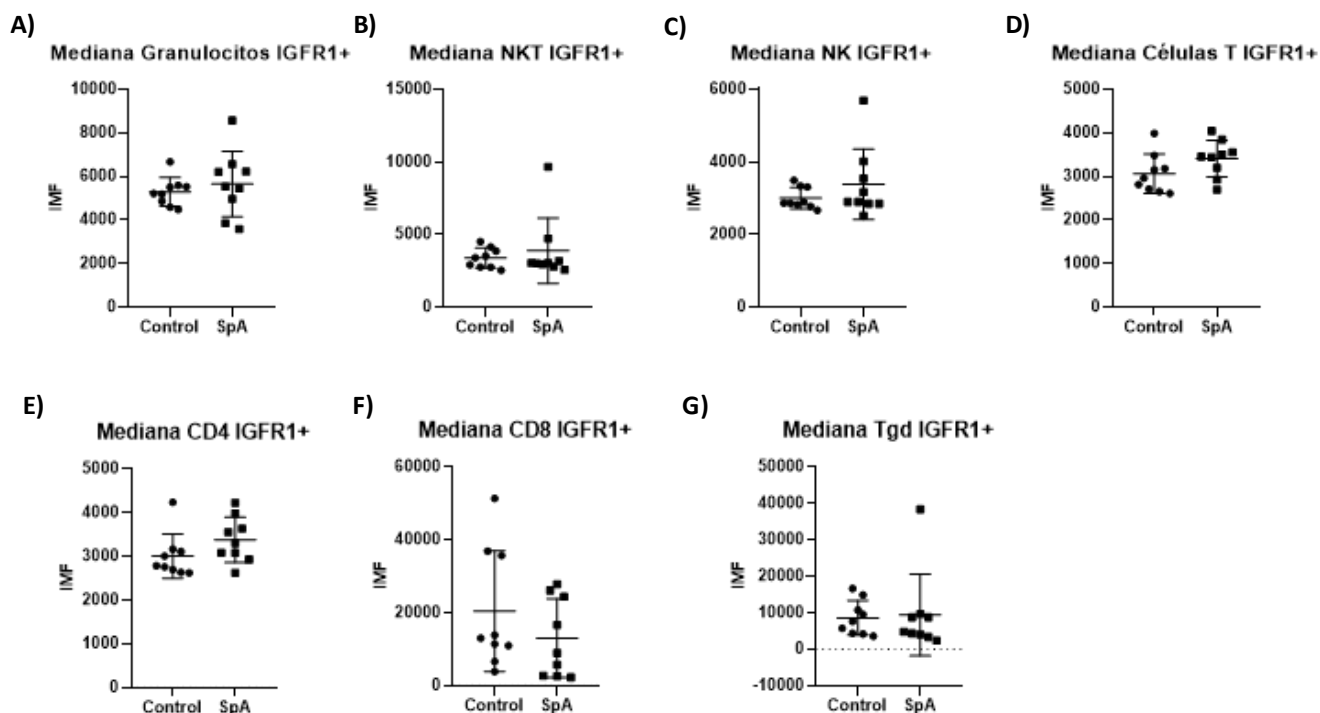 A)
Mediana Granulocitos IGFR1+
10000
8000
6000
4000
2000
0
IMF
Control SpA
B)
Mediana NKT IGFR1+
15000
10000
5000
0
IMF
Control SpA
C)
Mediana NK IGFR1+
6000
4000
2000
0
IMF
Control SpA
D)
Mediana Células T IGFR1+
5000
4000
3000
2000
1000
0
IMF
Control SpA
E)
Mediana CD4 IGFR1+
5000
4000
3000
2000
1000
0
IMF
Control SpA
F)
Mediana CD8 IGFR1+
60000
40000
20000
0
IMF
Control SpA
G)
Mediana Tgd IGFR1+
50000
40000
30000
20000
10000
0
-10000
IMF
Control SpA